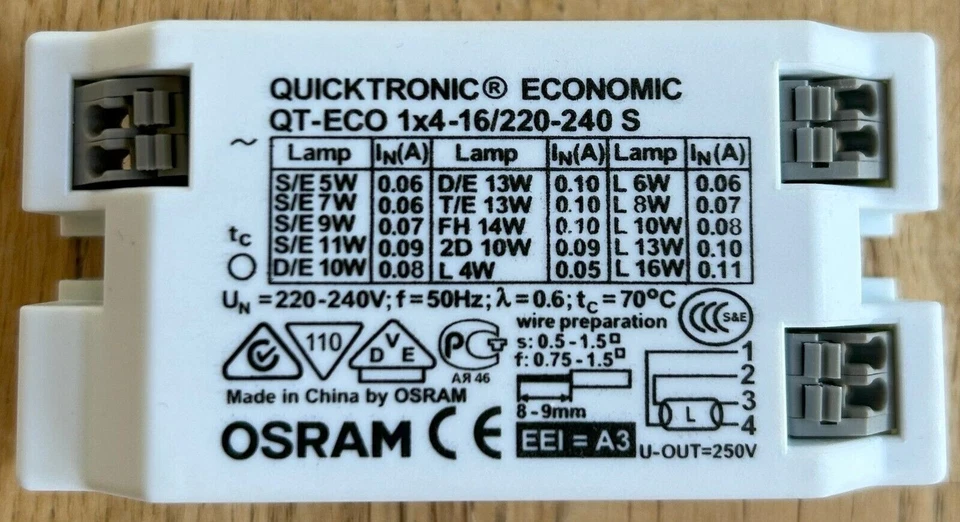 QUICKTRONIC® ECONOMIC
QT-ECO 1x4-16/220-240 S
~
Lamp IN(A) Lamp IN(A) Lamp IN(A)
S/E 5W 0.06 D/E 13W 0.10 L 6W 0.06
S/E 7W 0.06 T/E 13W 0.10 L 8W 0.07
S/E 9W 0.07 FH 14W 0.10 L 10W 0.08
S/E 11W 0.09 2D 10W 0.09 L 13W 0.10
D/E 10W 0.08 L 4W 0.05 L 16W 0.11
tc
UN =220-240V; f=50Hz; λ=0.6; tc=70°C
CCC S&E
110
DVE
PCT
АЯ 46
wire preparation
s: 0.5-1.5□
f: 0.75-1.5□
8-9mm
1
2
3
4
L
Made in China by OSRAM
OSRAM CE
EEI = A3
U-OUT=250V